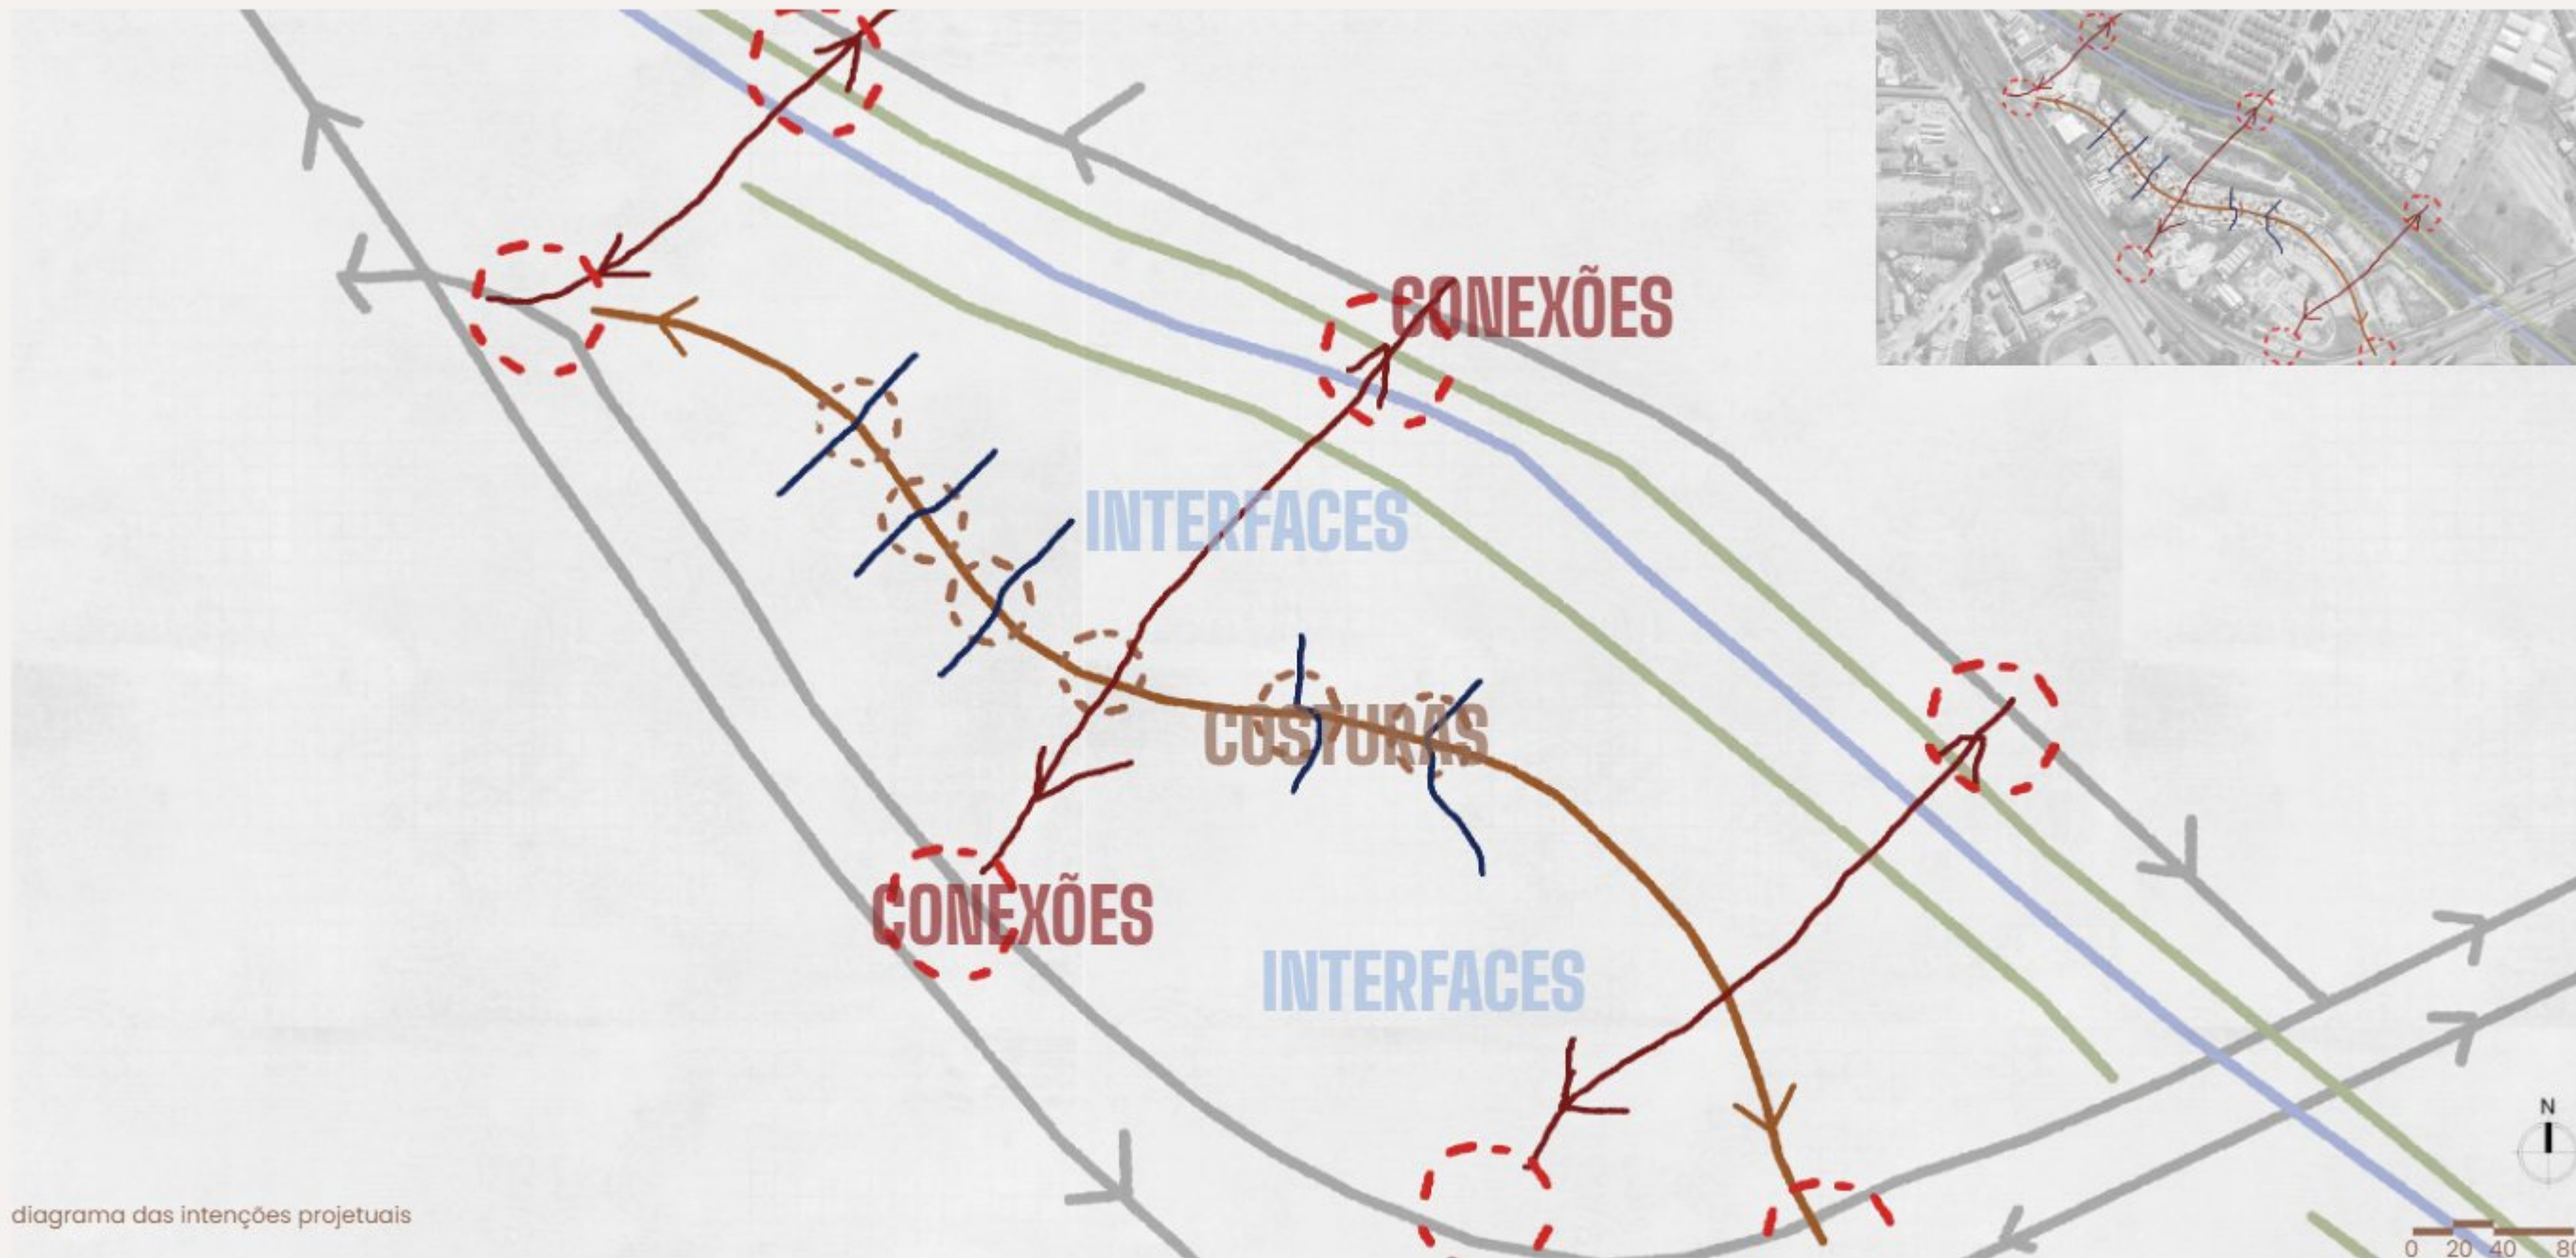 CONEXÕES
INTERFACES
COSTURAS
CONEXÕES
INTERFACES
N
diagrama das intenções projetuais
0 20 40